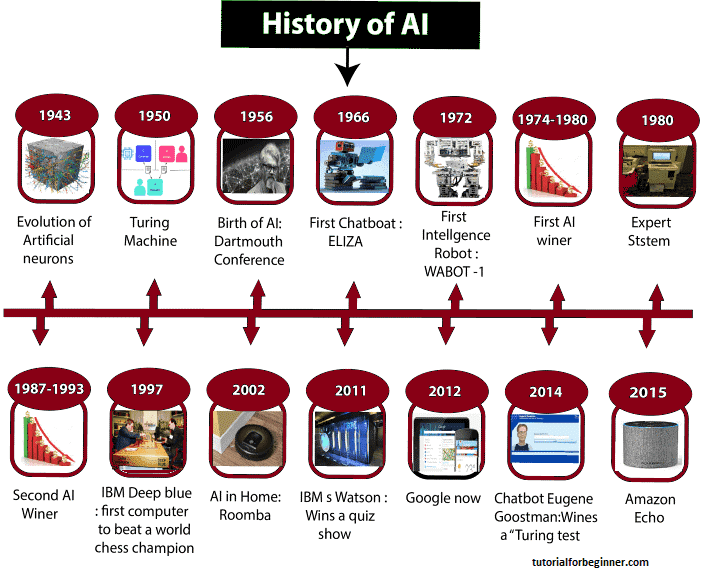 History of AI
1943
1950
1956
1966
1972
1974-1980
1980
Evolution of
Artificial
neurons
Turing
Machine
Birth of AI:
Dartmouth
Conference
First Chatboat :
ELIZA
First
Intellgence
Robot :
WABOT -1
First AI
winer
Expert
Ststem
1987-1993
1997
2002
2011
2012
2014
2015
Second AI
Winer
IBM Deep blue
: first computer
to beat a world
chess champion
AI in Home:
Roomba
IBM s Watson :
Wins a quiz
show
Google now
Chatbot Eugene
Goostman:Wines
a “Turing test
Amazon
Echo
tutorialforbeginner.com